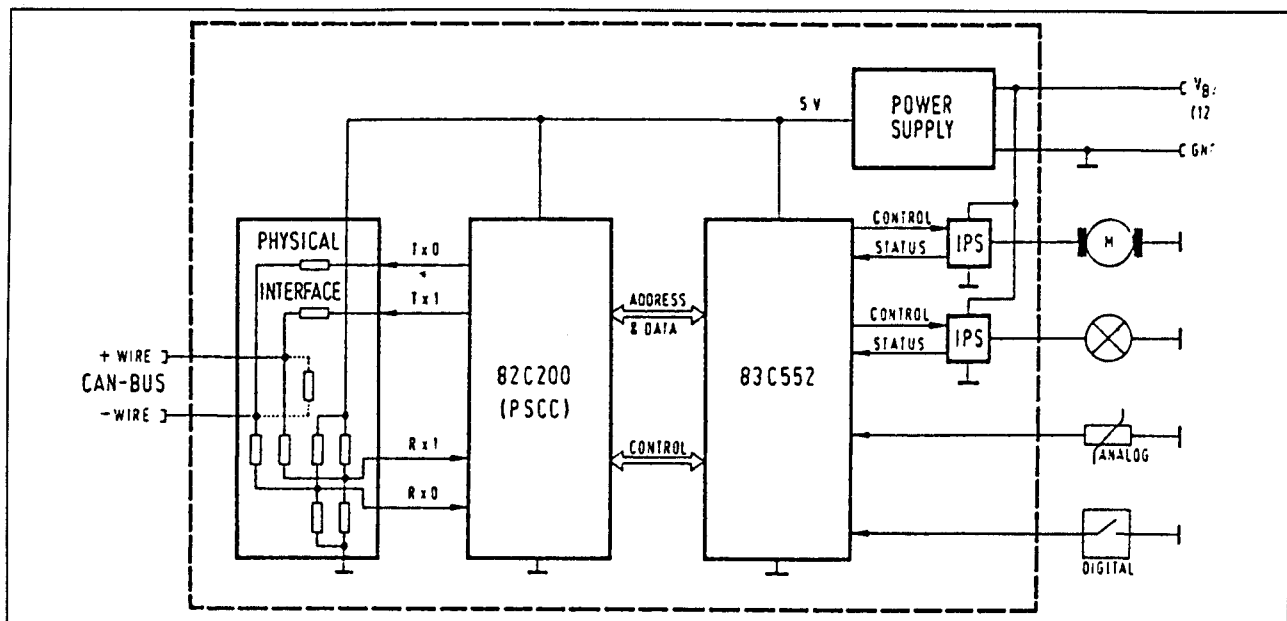 5 V
POWER
SUPPLY
(12
PHYSICAL
INTERFACE
Tx0
Tx1
+ WIRE
CAN-BUS
- WIRE
Rx1
Rx0
82C200
(PSCC)
ADDRESS
& DATA
CONTROL
83C552
CONTROL
STATUS
IPS
M
CONTROL
STATUS
IPS
ANALOG
DIGITAL